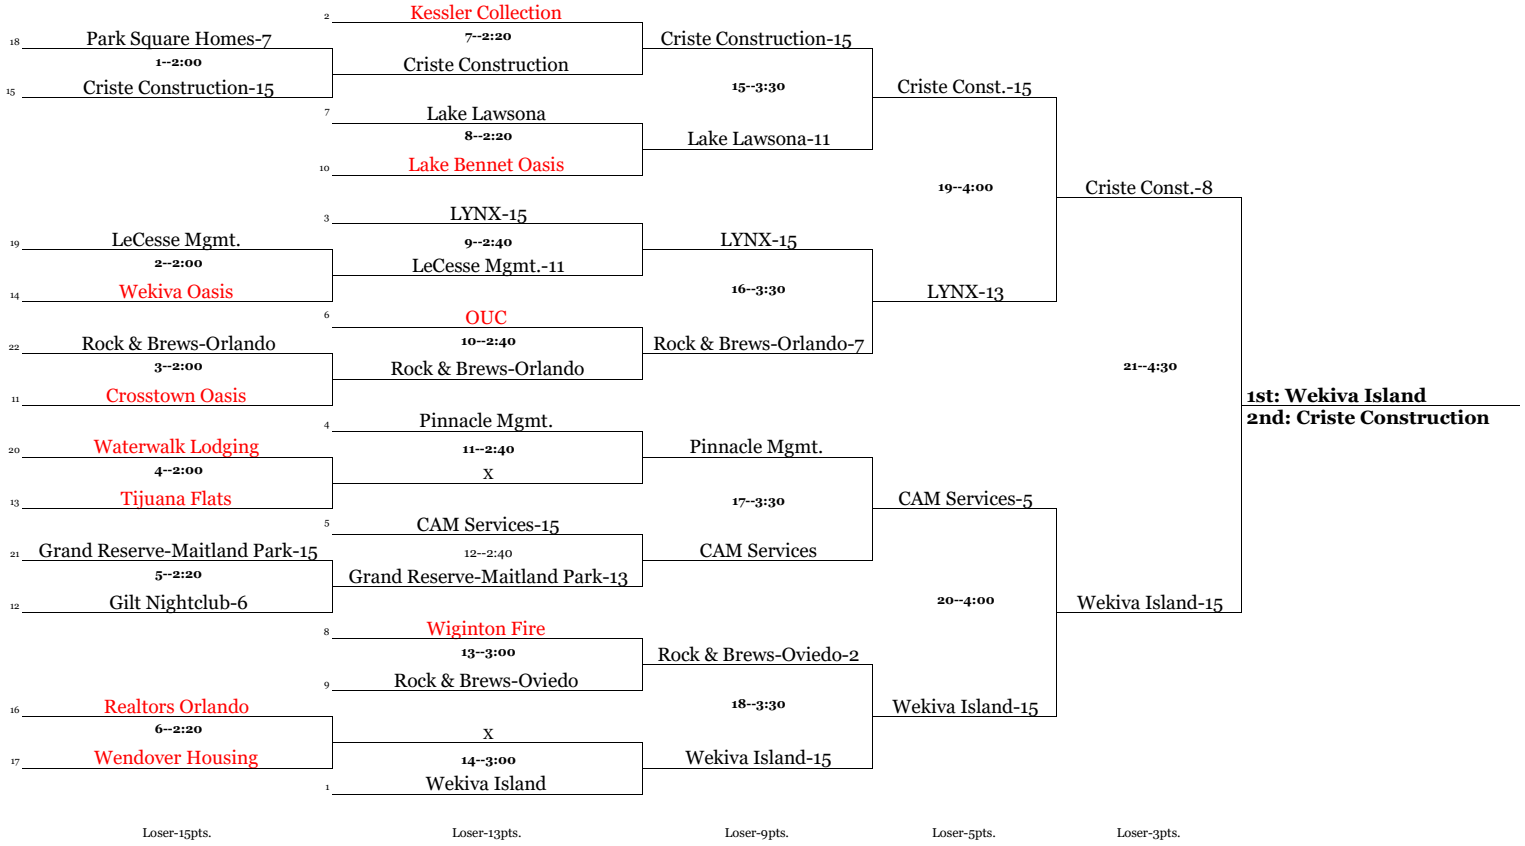 2 Kessler Collection
18 Park Square Homes-7
7--2:20
Criste Construction-15
1--2:00
Criste Construction
15 Criste Construction-15
15--3:30
Criste Const.-15
7 Lake Lawsona
8--2:20
Lake Lawsona-11
10 Lake Bennet Oasis
19--4:00
Criste Const.-8
3 LYNX-15
19 LeCesse Mgmt.
9--2:40
LYNX-15
2--2:00
LeCesse Mgmt.-11
14 Wekiva Oasis
16--3:30
LYNX-13
6 OUC
22 Rock & Brews-Orlando
10--2:40
Rock & Brews-Orlando-7
3--2:00
Rock & Brews-Orlando
21--4:30
11 Crosstown Oasis
1st: Wekiva Island
2nd: Criste Construction
4 Pinnacle Mgmt.
20 Waterwalk Lodging
11--2:40
Pinnacle Mgmt.
4--2:00
X
13 Tijuana Flats
17--3:30
CAM Services-5
5 CAM Services-15
21 Grand Reserve-Maitland Park-15
12--2:40
CAM Services
5--2:20
Grand Reserve-Maitland Park-13
12 Gilt Nightclub-6
20--4:00
Wekiva Island-15
8 Wiginton Fire
13--3:00
Rock & Brews-Oviedo-2
9 Rock & Brews-Oviedo
16 Realtors Orlando
18--3:30
Wekiva Island-15
6--2:20
X
17 Wendover Housing
14--3:00
Wekiva Island-15
1 Wekiva Island
Loser-15pts. Loser-13pts. Loser-9pts. Loser-5pts. Loser-3pts.